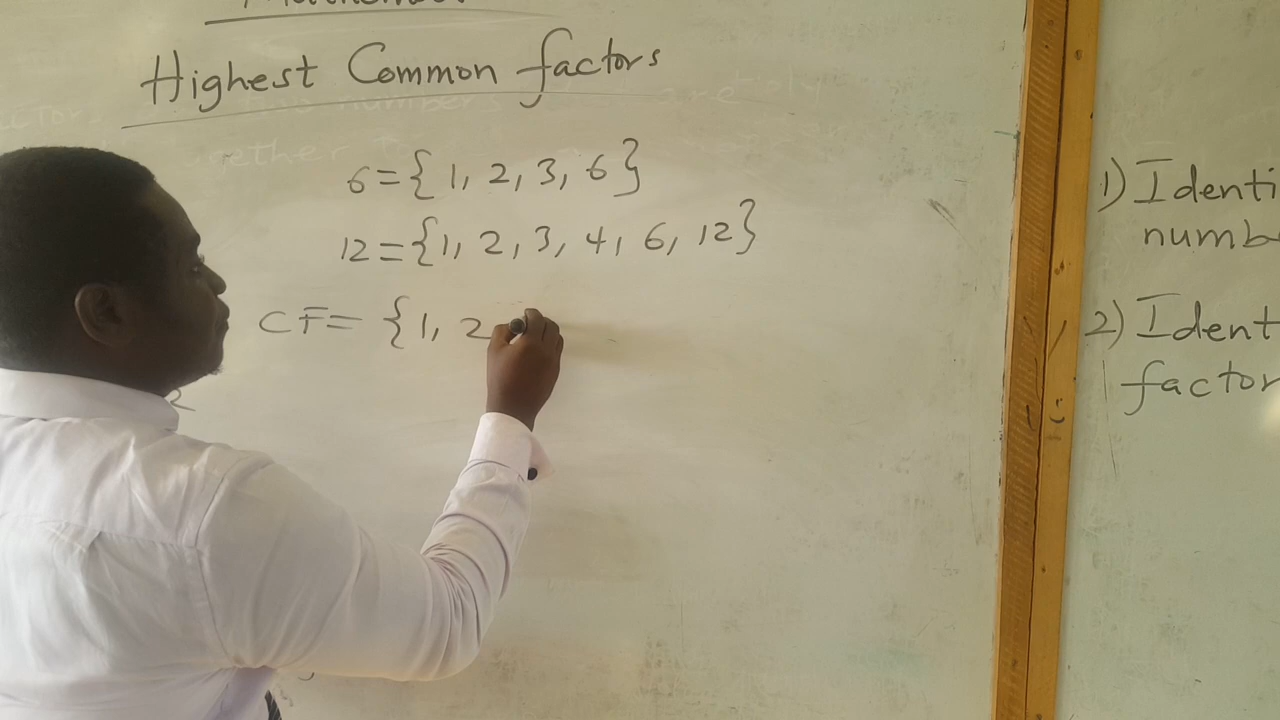 Highest Common factors
6={1, 2, 3, 6}
12={1, 2, 3, 4, 6, 12}
CF= {1, 2
1) Identi
numb
2) Ident
factor